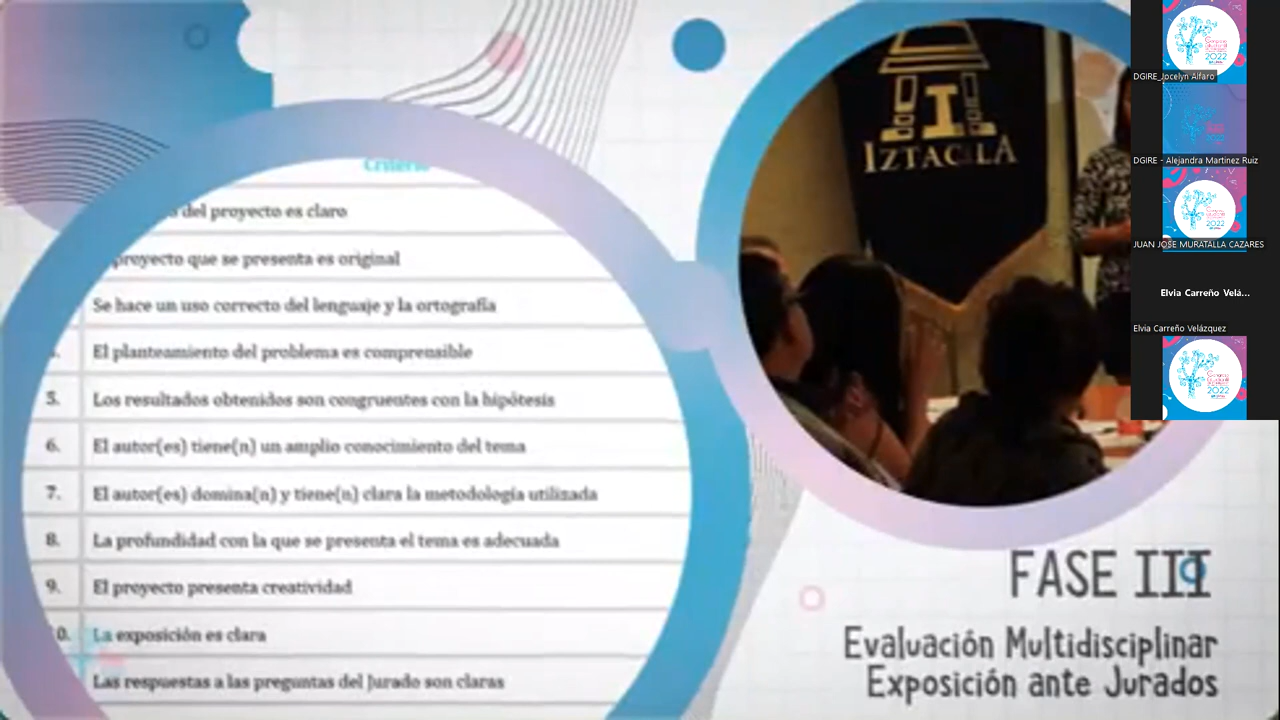 Criterio
del proyecto es claro
proyecto que se presenta es original
Se hace un uso correcto del lenguaje y la ortografía
El planteamiento del problema es comprensible
5. Los resultados obtenidos son congruentes con la hipótesis
6. El autor(es) tiene(n) un amplio conocimiento del tema
7. El autor(es) domina(n) y tiene(n) clara la metodología utilizada
8. La profundidad con la que se presenta el tema es adecuada
9. El proyecto presenta creatividad
0. La exposición es clara
Las respuestas a las preguntas del Jurado son claras
IZTACALA
FASE III
Evaluación Multidisciplinar
Exposición ante Jurados
2022
DGIRE_Jocelyn Alfaro
DGIRE - Alejandra Martinez Ruiz
2022
JUAN JOSE MURATALLA CAZARES
Elvia Carreño Velá...
Elvia Carreño Velázquez
2022